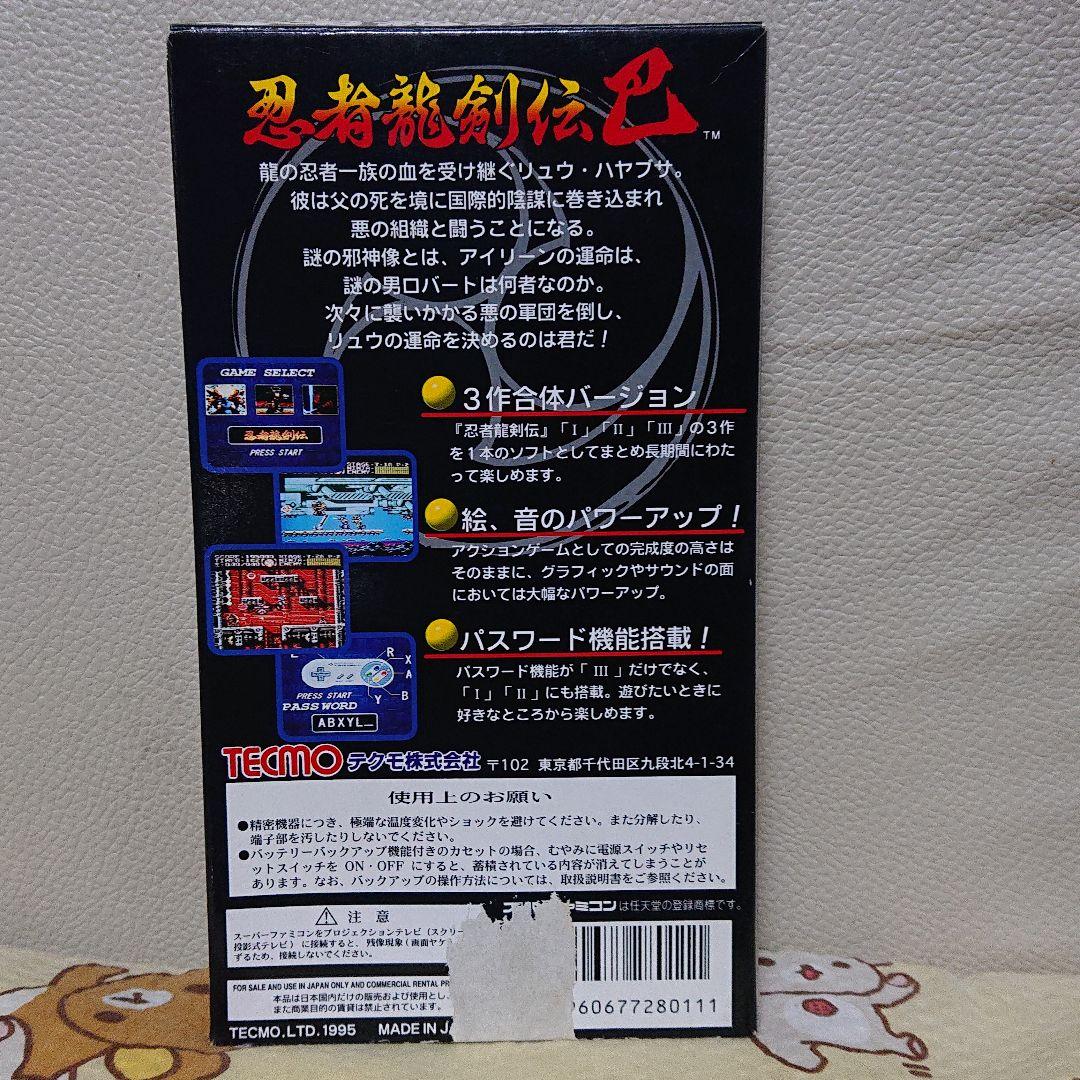 忍者龍剣伝巴™
龍の忍者一族の血を受け継ぐリュウ・ハヤブサ。
彼は父の死を境に国際的陰謀に巻き込まれ
悪の組織と闘うことになる。
謎の邪神像とは、アイリーンの運命は、
謎の男ロバートは何者なのか。
次々に襲いかかる悪の軍団を倒し、
リュウの運命を決めるのは君だ！
GAME SELECT
忍者龍剣伝
PRESS START
3作合体バージョン
『忍者龍剣伝』「Ⅰ」「Ⅱ」「Ⅲ」の3作
を1本のソフトとしてまとめ長期間にわた
って楽しめます。
絵、音のパワーアップ！
アクションゲームとしての完成度の高さは
そのままに、グラフィックやサウンドの面
においては大幅なパワーアップ。
パスワード機能搭載！
パスワード機能が「Ⅲ」だけでなく、
「Ⅰ」「Ⅱ」にも搭載。遊びたいときに
好きなところから楽しめます。
L R
X
A
B
Y
PRESS START
PASSWORD
ABXYL_
TECMO テクモ株式会社 〒102 東京都千代田区九段北4-1-34
使用上のお願い
●精密機器につき、極端な温度変化やショックを避けてください。また分解したり、
端子部を汚したりしないでください。
●バッテリーバックアップ機能付きのカセットの場合、むやみに電源スイッチやリセ
ットスイッチを ON・OFF にすると、蓄積されている内容が消えてしまうことが
あります。なお、バックアップの操作方法については、取扱説明書をご参照ください。
ミコンは任天堂の登録商標です。
⚠ 注意
スーパーファミコンをプロジェクションテレビ（スクリー
投影式テレビ）に接続すると、残像現象（画面ヤケ）
ずるため、接続しないでください。
FOR SALE AND USE IN JAPAN ONLY AND COMMERCIAL RENTAL PR
本品は日本国内だけの販売および使用とし、
また商業目的の賃貸は禁止されています。
TECMO,LTD.1995 MADE IN JA
60677280111